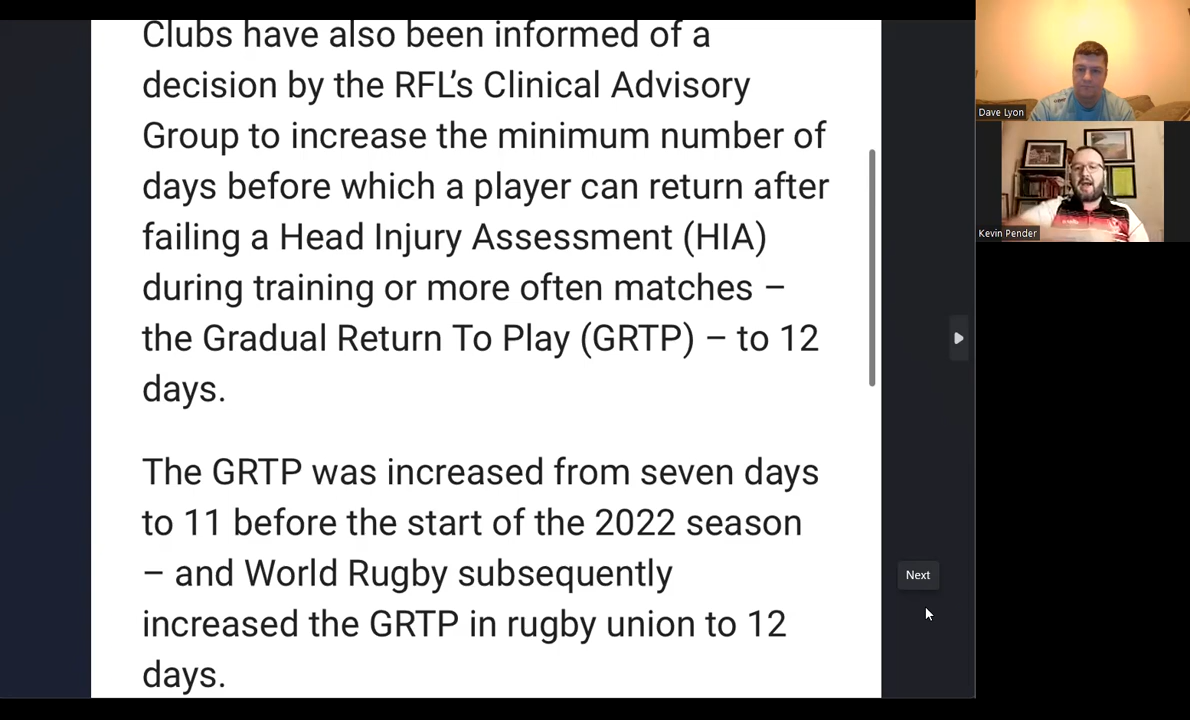 Clubs have also been informed of a
decision by the RFL's Clinical Advisory
Group to increase the minimum number of
days before which a player can return after
failing a Head Injury Assessment (HIA)
during training or more often matches –
the Gradual Return To Play (GRTP) – to 12
days.
The GRTP was increased from seven days
to 11 before the start of the 2022 season
– and World Rugby subsequently
increased the GRTP in rugby union to 12
days.
Next
Dave Lyon
Kevin Pender